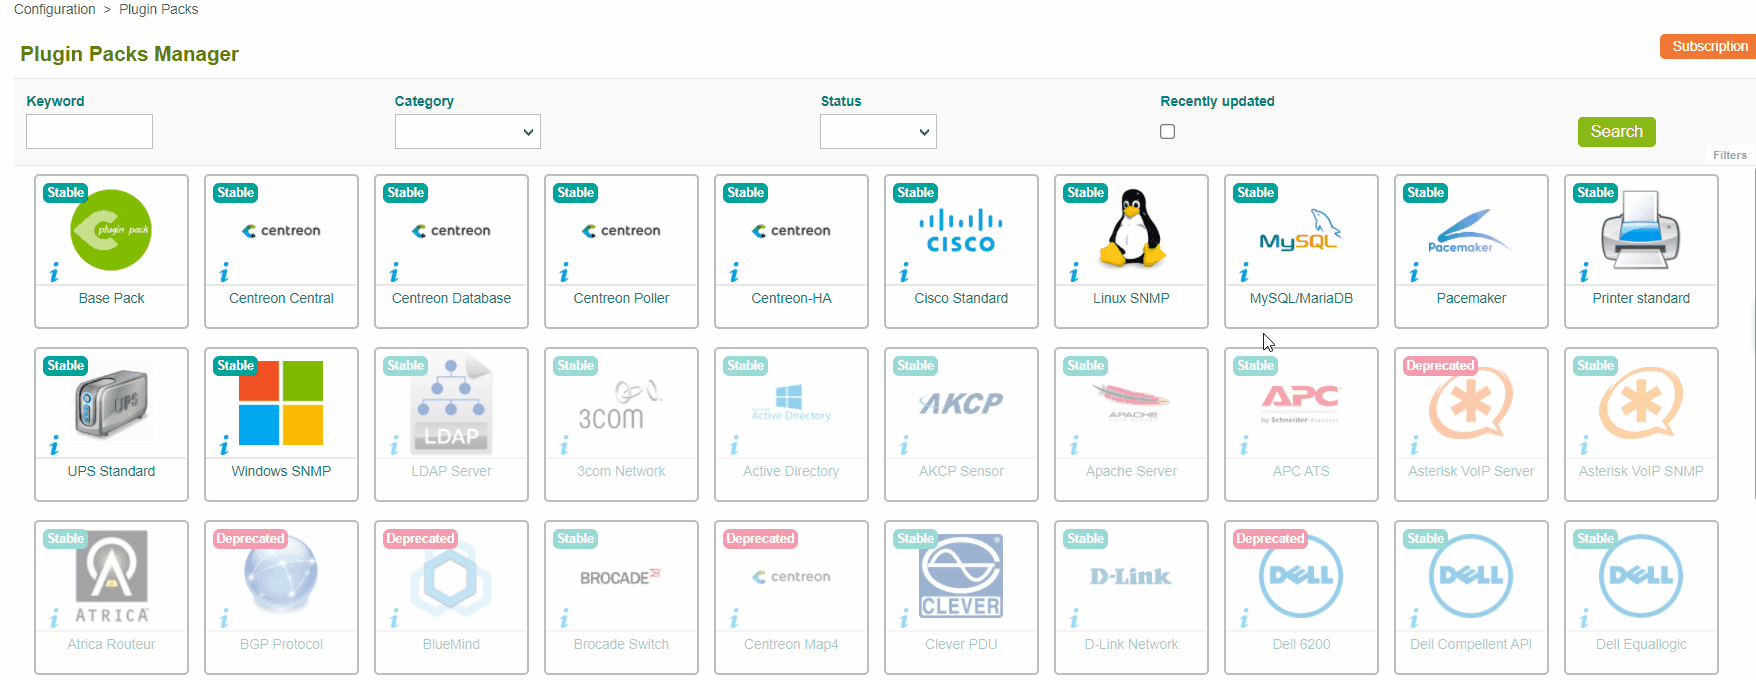 Configuration > Plugin Packs
Plugin Packs Manager
Subscription
Keyword
Category
Status
Recently updated
Search
Filters
Stable
plugin pack
Base Pack
Stable
centreon
Centreon Central
Stable
centreon
Centreon Database
Stable
centreon
Centreon Poller
Stable
centreon
Centreon-HA
Stable
CISCO
Cisco Standard
Stable
Linux SNMP
Stable
MySQL
MySQL/MariaDB
Stable
Pacemaker
Pacemaker
Stable
Printer standard
Stable
UPS
UPS Standard
Stable
Windows SNMP
Stable
LDAP
LDAP Server
Stable
3com
3com Network
Stable
Active Directory
Active Directory
Stable
AKCP
AKCP Sensor
Stable
APACHE
Apache Server
Stable
APC
by Schneider Electric
APC ATS
Deprecated
Asterisk VoIP Server
Stable
Asterisk VoIP SNMP
Stable
ATRICA
Atrica Routeur
Deprecated
BGP Protocol
Deprecated
BlueMind
Stable
BROCADE
Brocade Switch
Deprecated
centreon
Centreon Map4
Stable
CLEVER
Clever PDU
Stable
D-Link
D-Link Network
Deprecated
DELL
Dell 6200
Stable
DELL
Dell Compellent API
Stable
DELL
Dell Equallogic